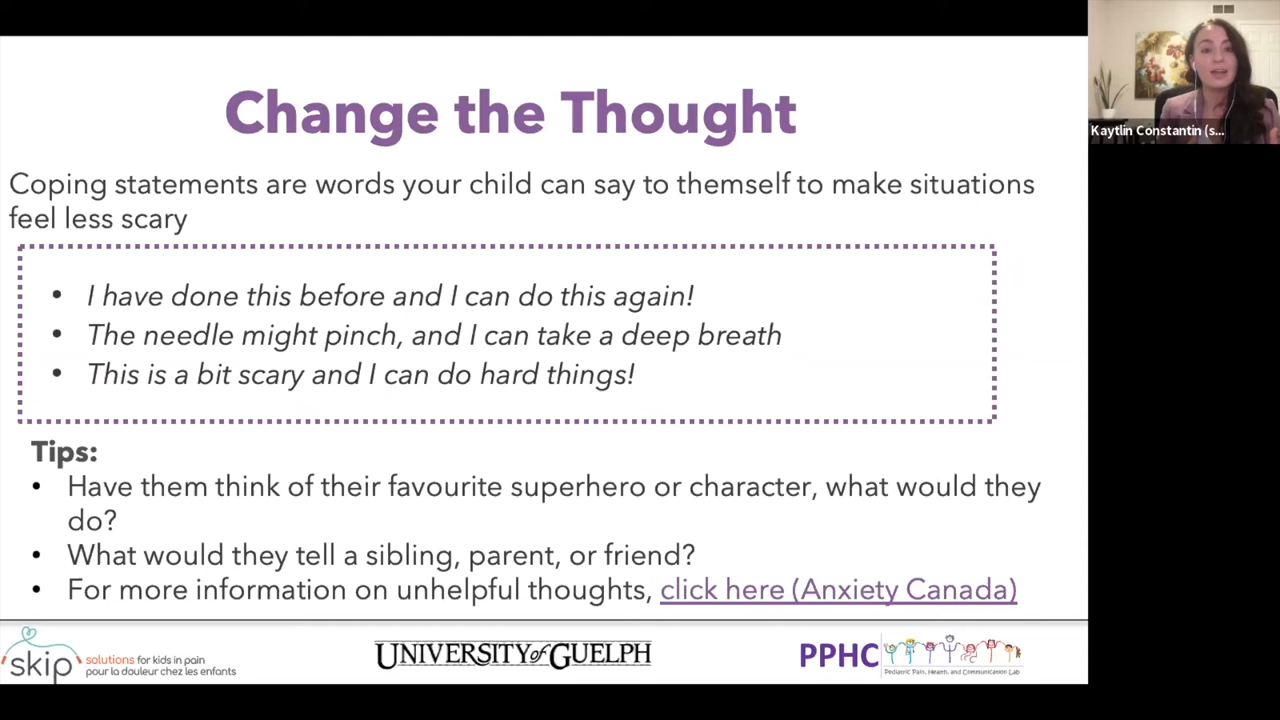 Change the Thought
Coping statements are words your child can say to themself to make situations
feel less scary
• I have done this before and I can do this again!
• The needle might pinch, and I can take a deep breath
• This is a bit scary and I can do hard things!
Tips:
• Have them think of their favourite superhero or character, what would they
do?
• What would they tell a sibling, parent, or friend?
• For more information on unhelpful thoughts, click here (Anxiety Canada)
skip
solutions for kids in pain
pour la douleur chez les enfants
UNIVERSITY of GUELPH
PPHC
Pediatric Pain, Health, and Communication Lab
Kaytlin Constantin (s...